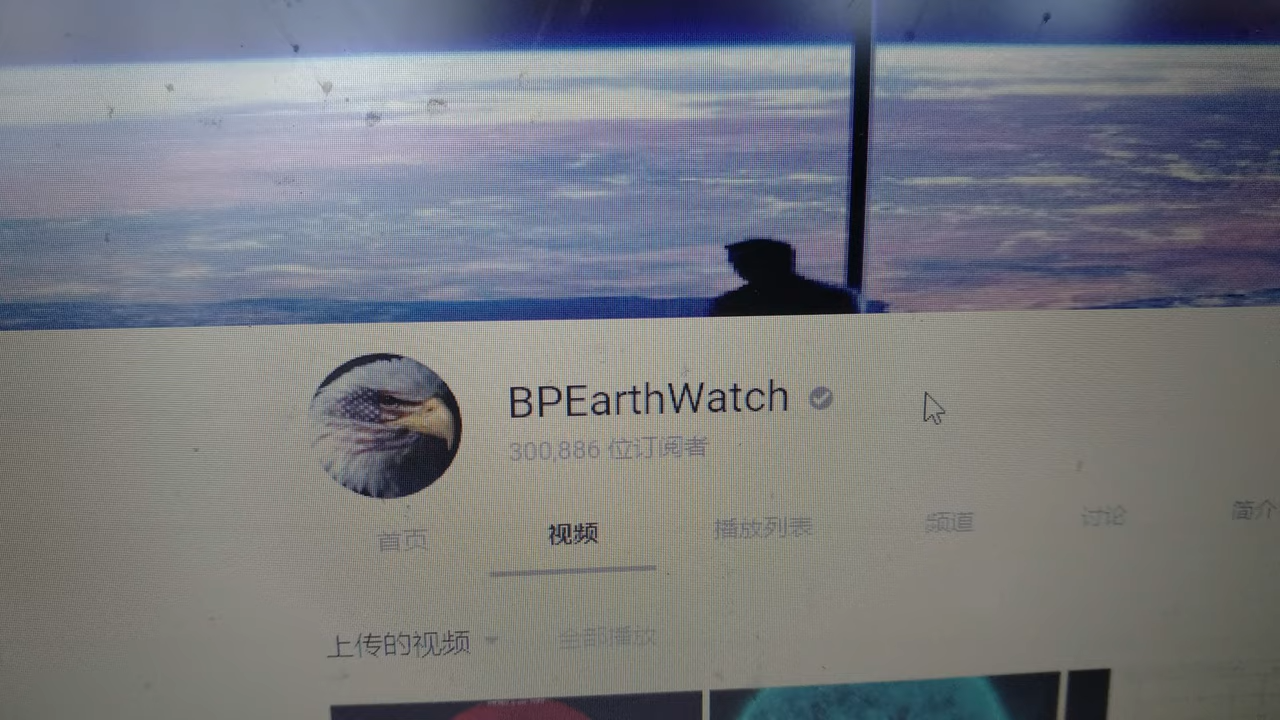 BPEarthWatch
300,886 位订阅者
首页 视频 播放列表 频道 讨论 简介
上传的视频 全部播放